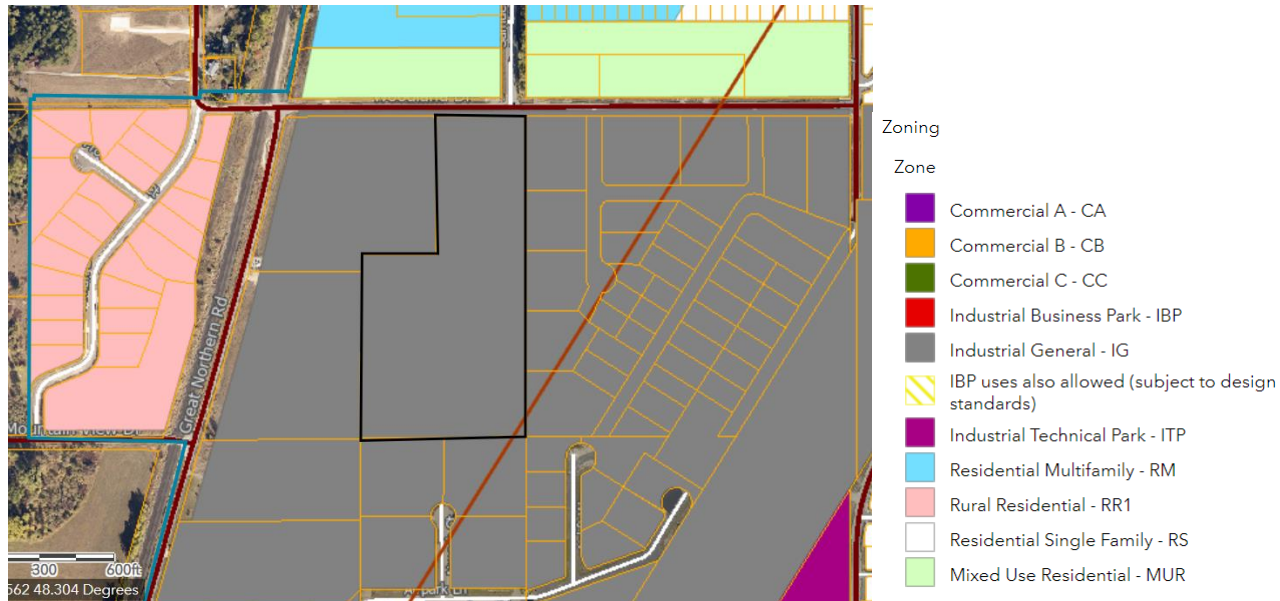 Great Northern Rd
300
600ft
562 48.304 Degrees
Zoning
Zone
Commercial A - CA
Commercial B - CB
Commercial C - CC
Industrial Business Park - IBP
Industrial General - IG
IBP uses also allowed (subject to design
standards)
Industrial Technical Park - ITP
Residential Multifamily - RM
Rural Residential - RR1
Residential Single Family - RS
Mixed Use Residential - MUR